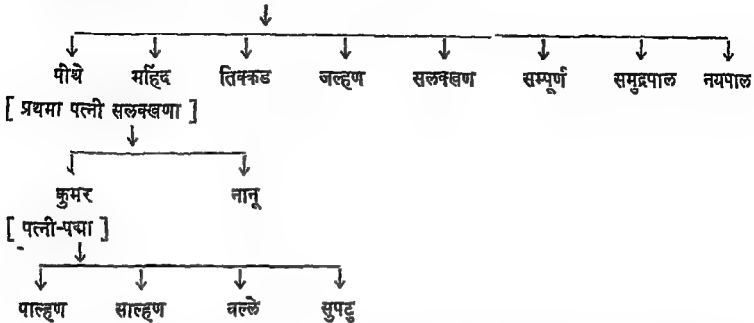 पीथे महिंद तिक्कड जल्हण सलक्खण सम्पूर्ण समुद्रपाल नयपाल
[ प्रथमा पत्नी सलक्खणा ]
कुमर नानू
[ पत्नी-पद्मा ]
पाल्हण साल्हण वल्ले सुपटु